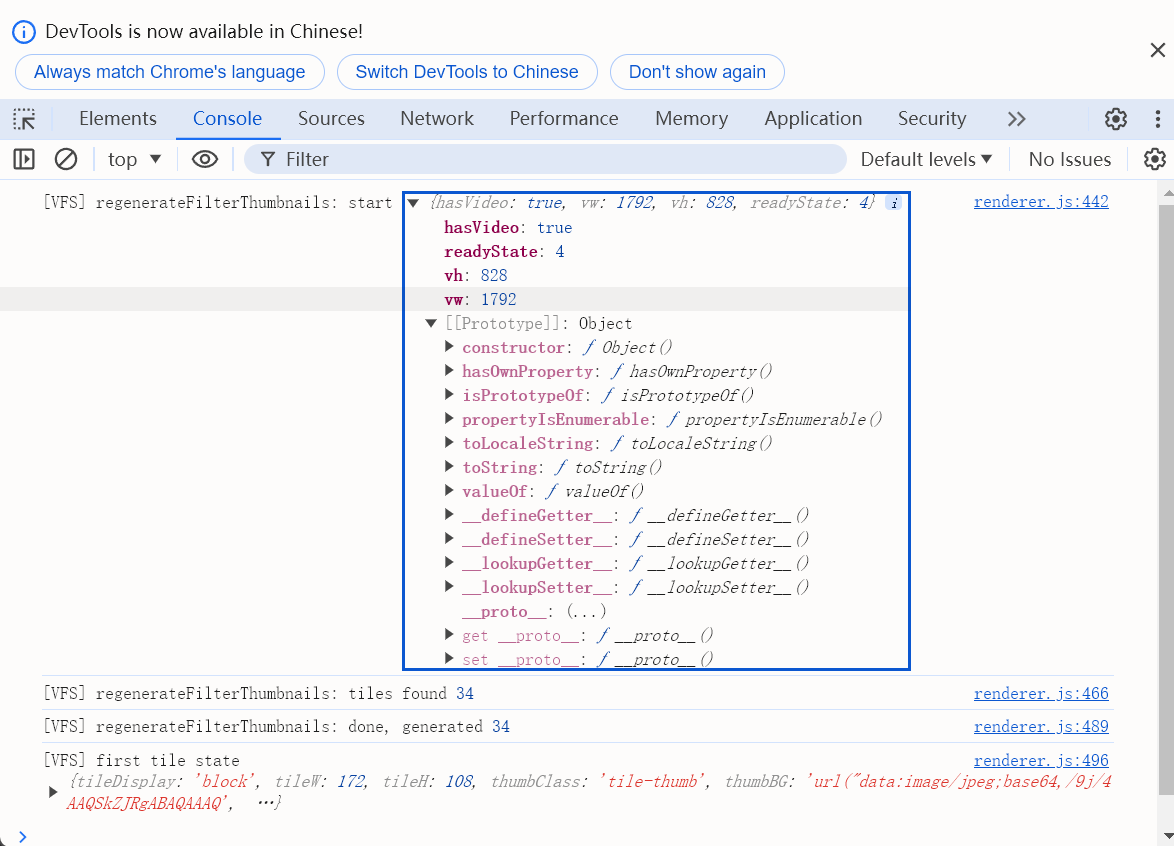 DevTools is now available in Chinese!
Always match Chrome's language Switch DevTools to Chinese Don't show again
Elements Console Sources Network Performance Memory Application Security
top Filter Default levels No Issues
[VFS] regenerateFilterThumbnails: start {hasVideo: true, vw: 1792, vh: 828, readyState: 4} i renderer.js:442
hasVideo: true
readyState: 4
vh: 828
vw: 1792
[[Prototype]]: Object
constructor: ƒ Object()
hasOwnProperty: ƒ hasOwnProperty()
isPrototypeOf: ƒ isPrototypeOf()
propertyIsEnumerable: ƒ propertyIsEnumerable()
toLocaleString: ƒ toLocaleString()
toString: ƒ toString()
valueOf: ƒ valueOf()
__defineGetter__: ƒ __defineGetter__()
__defineSetter__: ƒ __defineSetter__()
__lookupGetter__: ƒ __lookupGetter__()
__lookupSetter__: ƒ __lookupSetter__()
__proto__: (...)
get __proto__: ƒ __proto__()
set __proto__: ƒ __proto__()
[VFS] regenerateFilterThumbnails: tiles found 34 renderer.js:466
[VFS] regenerateFilterThumbnails: done, generated 34 renderer.js:489
[VFS] first tile state renderer.js:496
{tileDisplay: 'block', tileW: 172, tileH: 108, thumbClass: 'tile-thumb', thumbBG: 'url("data:image/jpeg;base64,/9j/4
AAQSkZJRgABAQAAAQ', …}